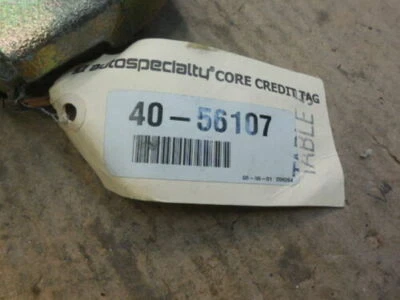 autospecialty® CORE CREDIT TAG
40-56107
TABLE